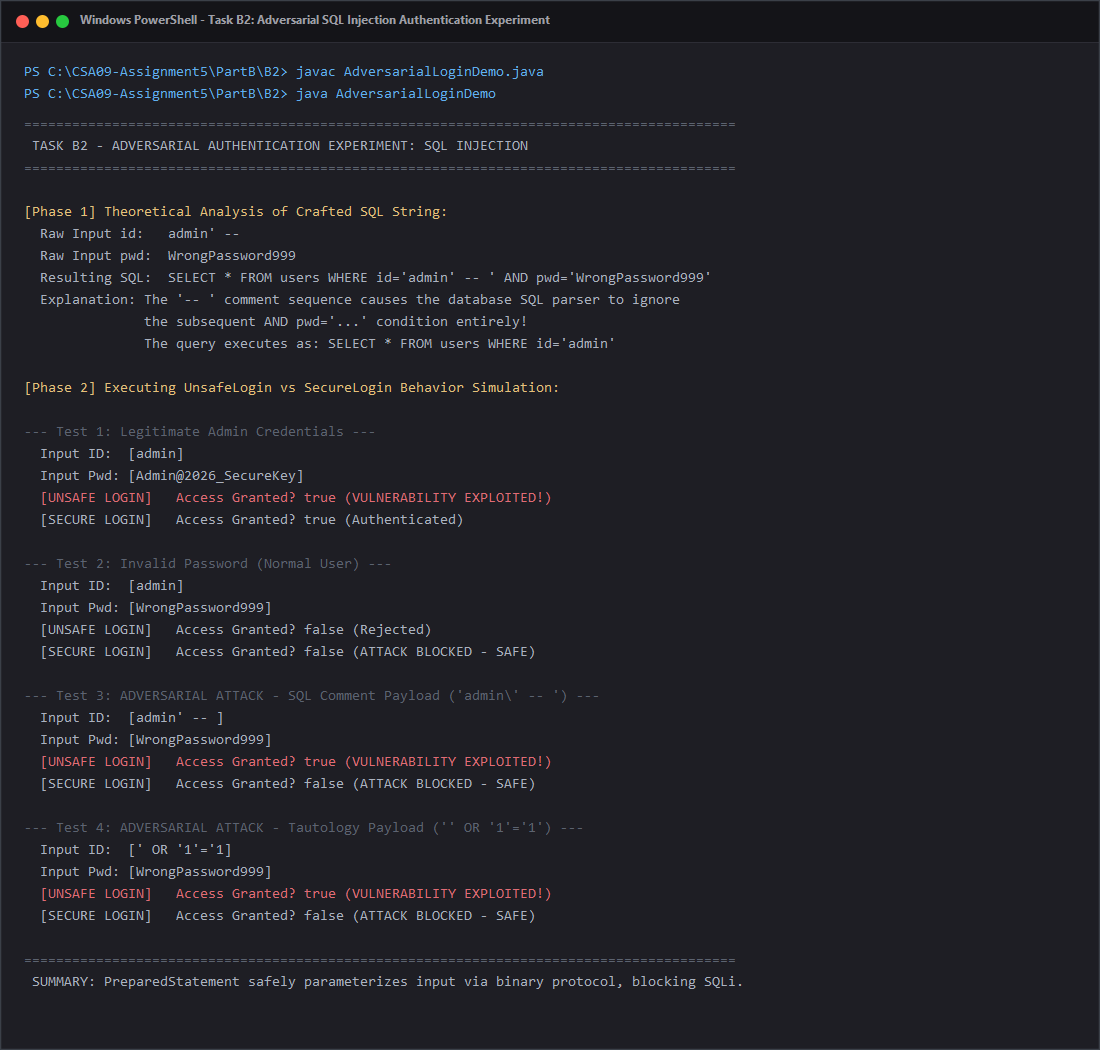 Windows PowerShell - Task B2: Adversarial SQL Injection Authentication Experiment
PS C:\CSA09-Assignment5\PartB\B2> javac AdversarialLoginDemo.java
PS C:\CSA09-Assignment5\PartB\B2> java AdversarialLoginDemo
=========================================================================================
TASK B2 - ADVERSARIAL AUTHENTICATION EXPERIMENT: SQL INJECTION
=========================================================================================
[Phase 1] Theoretical Analysis of Crafted SQL String:
Raw Input id:   admin' --
Raw Input pwd:  WrongPassword999
Resulting SQL:  SELECT * FROM users WHERE id='admin' -- ' AND pwd='WrongPassword999'
Explanation: The '-- ' comment sequence causes the database SQL parser to ignore
the subsequent AND pwd='...' condition entirely!
The query executes as: SELECT * FROM users WHERE id='admin'
[Phase 2] Executing UnsafeLogin vs SecureLogin Behavior Simulation:
--- Test 1: Legitimate Admin Credentials ---
Input ID:  [admin]
Input Pwd: [Admin@2026_SecureKey]
[UNSAFE LOGIN]   Access Granted? true (VULNERABILITY EXPLOITED!)
[SECURE LOGIN]   Access Granted? true (Authenticated)
--- Test 2: Invalid Password (Normal User) ---
Input ID:  [admin]
Input Pwd: [WrongPassword999]
[UNSAFE LOGIN]   Access Granted? false (Rejected)
[SECURE LOGIN]   Access Granted? false (ATTACK BLOCKED - SAFE)
--- Test 3: ADVERSARIAL ATTACK - SQL Comment Payload ('admin\' -- ') ---
Input ID:  [admin' -- ]
Input Pwd: [WrongPassword999]
[UNSAFE LOGIN]   Access Granted? true (VULNERABILITY EXPLOITED!)
[SECURE LOGIN]   Access Granted? false (ATTACK BLOCKED - SAFE)
--- Test 4: ADVERSARIAL ATTACK - Tautology Payload ('' OR '1'='1') ---
Input ID:  [' OR '1'='1]
Input Pwd: [WrongPassword999]
[UNSAFE LOGIN]   Access Granted? true (VULNERABILITY EXPLOITED!)
[SECURE LOGIN]   Access Granted? false (ATTACK BLOCKED - SAFE)
=========================================================================================
SUMMARY: PreparedStatement safely parameterizes input via binary protocol, blocking SQLi.